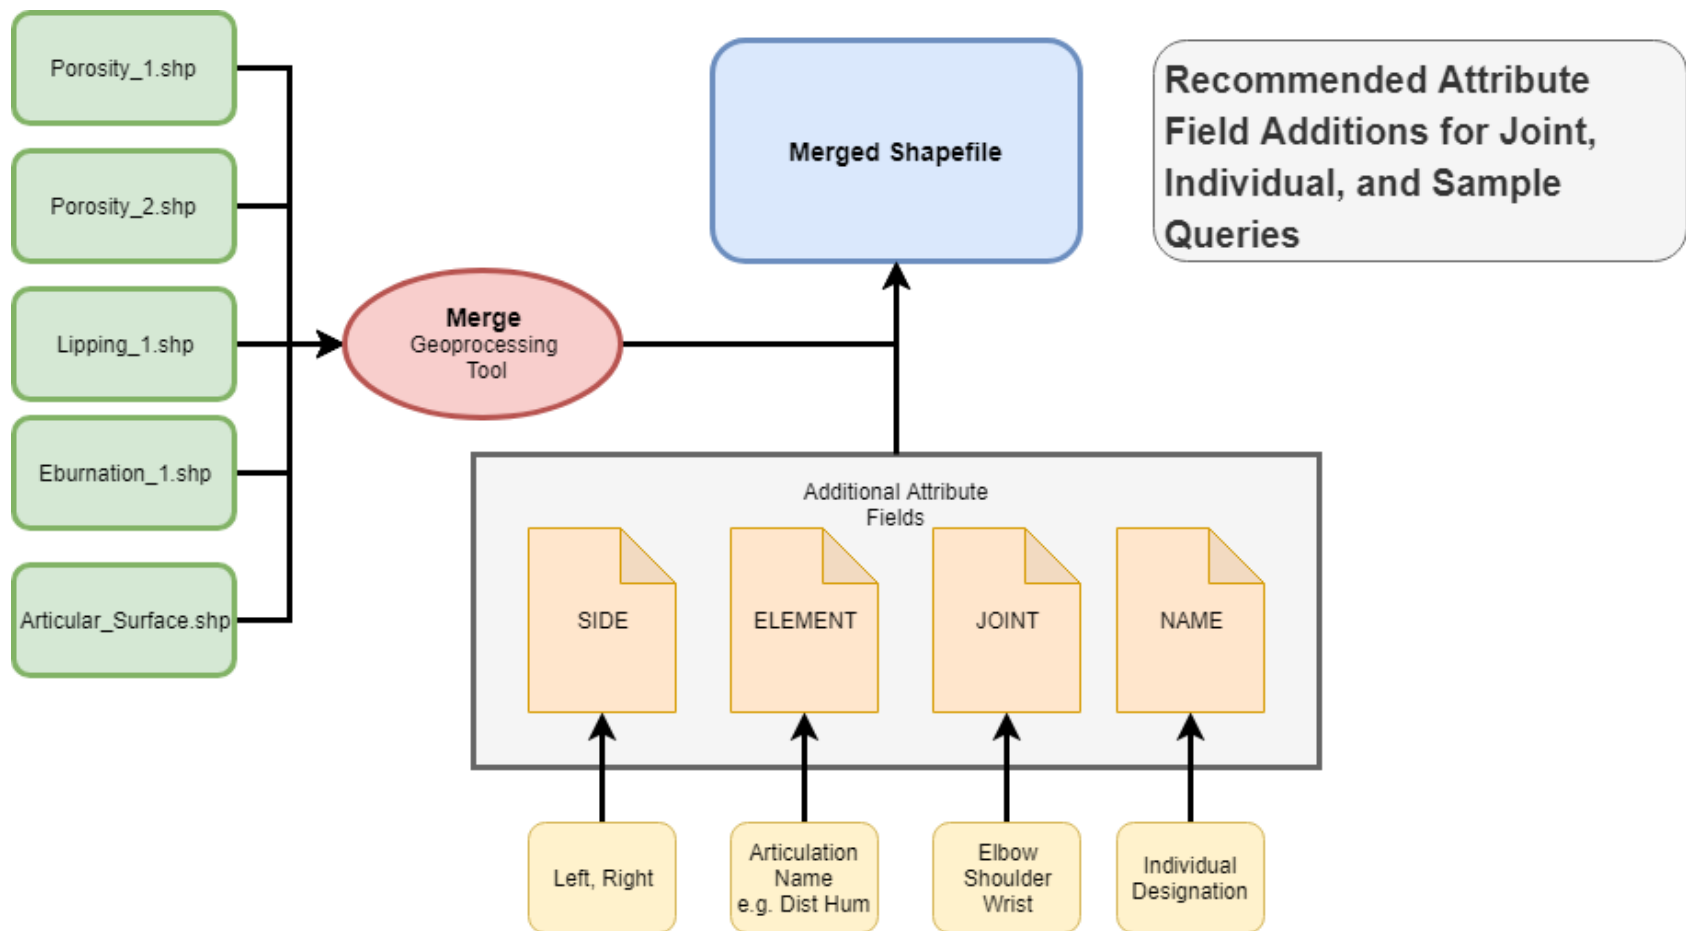 Porosity_1.shp
Porosity_2.shp
Lipping_1.shp
Eburnation_1.shp
Articular_Surface.shp
Merge
Geoprocessing
Tool
Merged Shapefile
Recommended Attribute
Field Additions for Joint,
Individual, and Sample
Queries
Additional Attribute
Fields
SIDE
ELEMENT
JOINT
NAME
Left, Right
Articulation
Name
e.g. Dist Hum
Elbow
Shoulder
Wrist
Individual
Designation